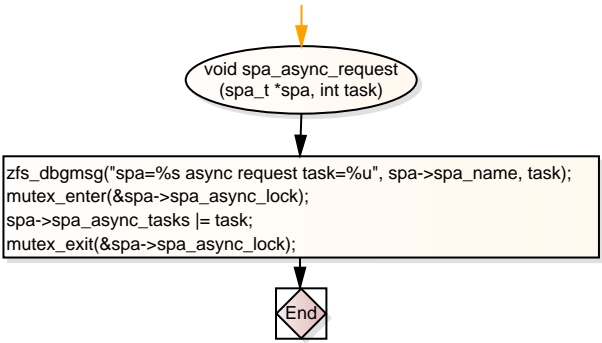 void spa_async_request
(spa_t *spa, int task)
zfs_dbgmsg("spa=%s async request task=%u", spa->spa_name, task);
mutex_enter(&spa->spa_async_lock);
spa->spa_async_tasks |= task;
mutex_exit(&spa->spa_async_lock);
End